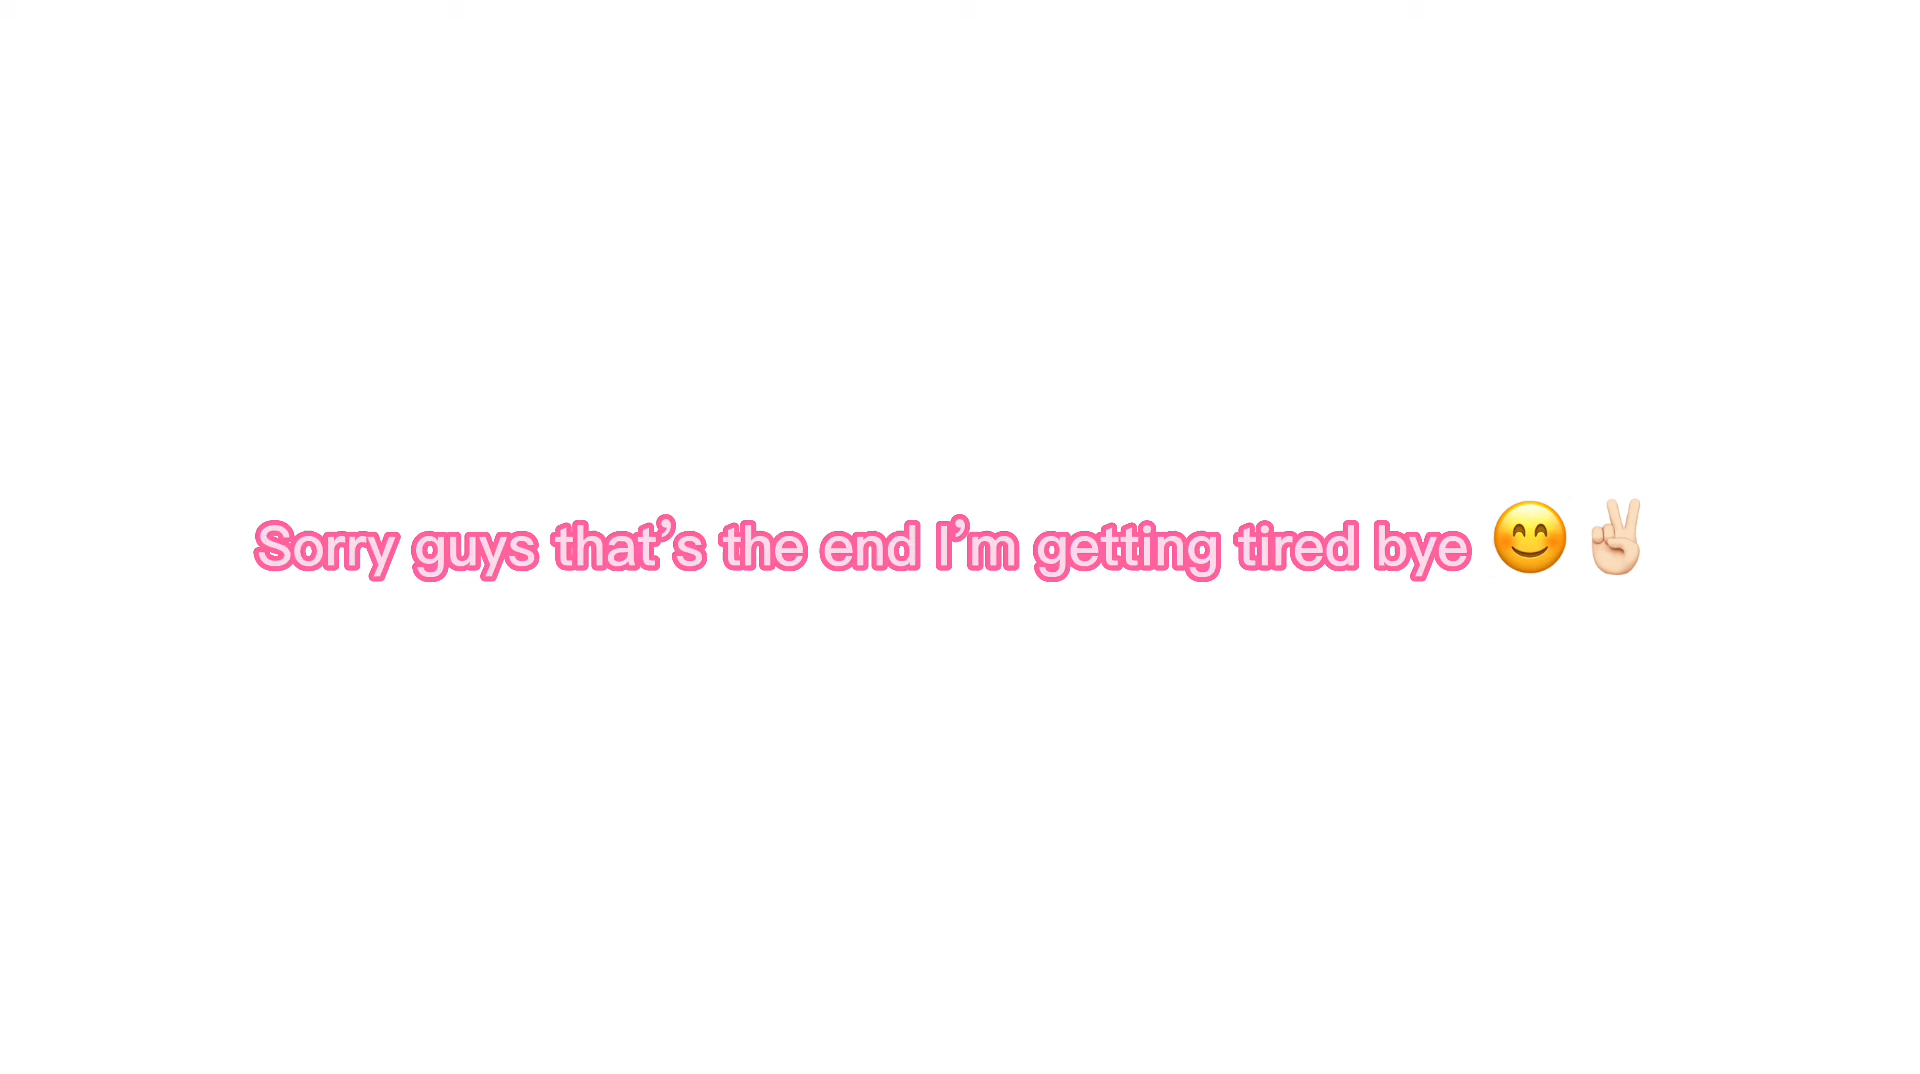 Sorry guys that’s the end I’m getting tired bye 😊 ✌🏻